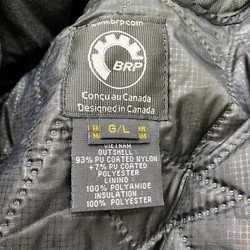 www.brp.com
BRP
Conçu au Canada
Designed in Canada
G/L
VIETNAM
OUTSHELL:
93% PU COATED NYLON
+7% PU COATED
POLYESTER
LINING:
100% POLYAMIDE
INSULATION:
100% POLYESTER